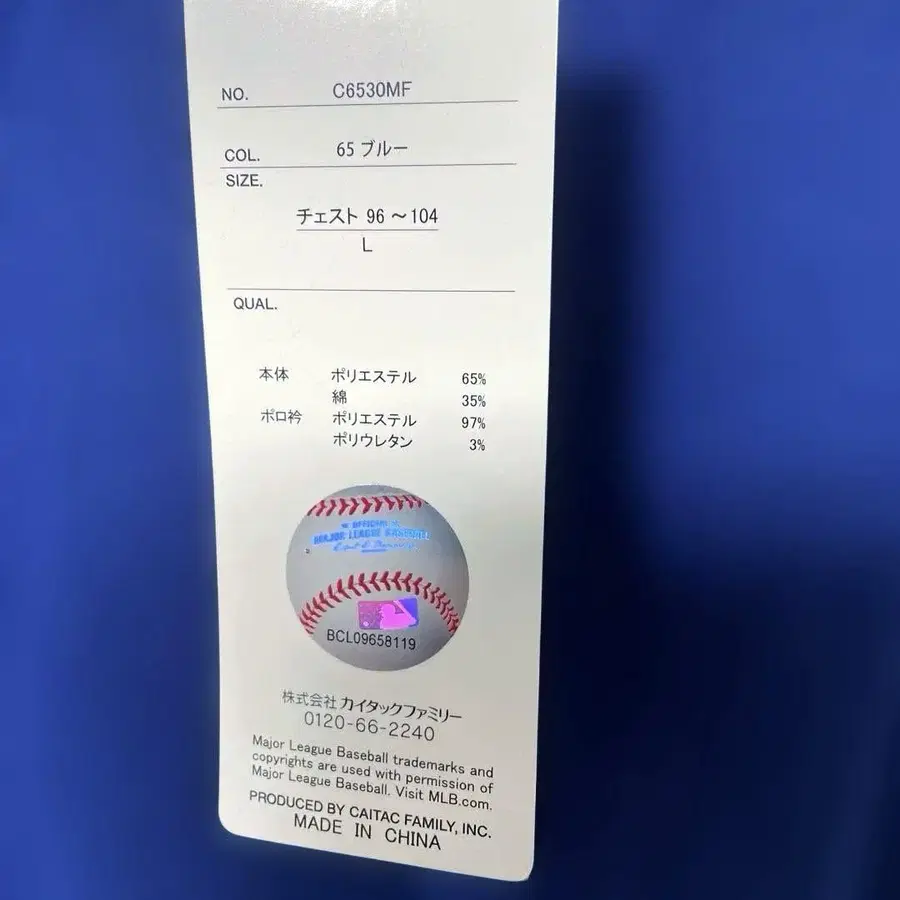 NO. C6530MF
COL. 65 ブルー
SIZE.
チェスト 96 ～104
L
QUAL.
本体 ポリエステル 65%
綿 35%
ポロ衿 ポリエステル 97%
ポリウレタン 3%
OFFICIAL
MAJOR LEAGUE BASEBALL
BCL09658119
株式会社 カイタックファミリー
0120-66-2240
Major League Baseball trademarks and
copyrights are used with permission of
Major League Baseball. Visit MLB.com.
PRODUCED BY CAITAC FAMILY, INC.
MADE IN CHINA